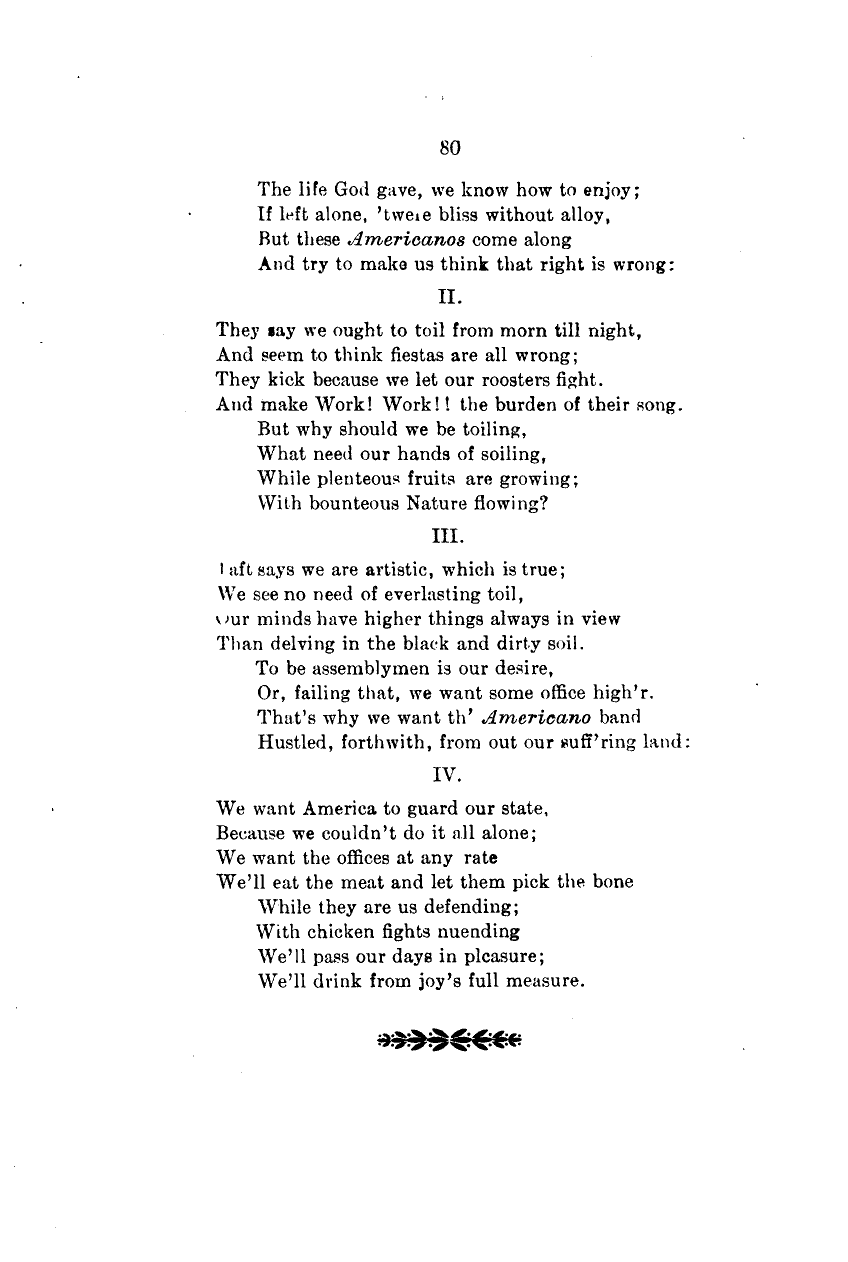 80
The life God gave, we know how to enjoy;
If left alone, 'twere bliss without alloy,
But these Americanos come along
And try to make us think that right is wrong:
II.
They say we ought to toil from morn till night,
And seem to think fiestas are all wrong;
They kick because we let our roosters fight.
And make Work! Work!! the burden of their song.
But why should we be toiling,
What need our hands of soiling,
While plenteous fruits are growing;
With bounteous Nature flowing?
III.
Taft says we are artistic, which is true;
We see no need of everlasting toil,
Our minds have higher things always in view
Than delving in the black and dirty soil.
To be assemblymen is our desire,
Or, failing that, we want some office high'r.
That's why we want th' Americano band
Hustled, forthwith, from out our suff'ring land:
IV.
We want America to guard our state,
Because we couldn't do it all alone;
We want the offices at any rate
We'll eat the meat and let them pick the bone
While they are us defending;
With chicken fights nuending
We'll pass our days in pleasure;
We'll drink from joy's full measure.